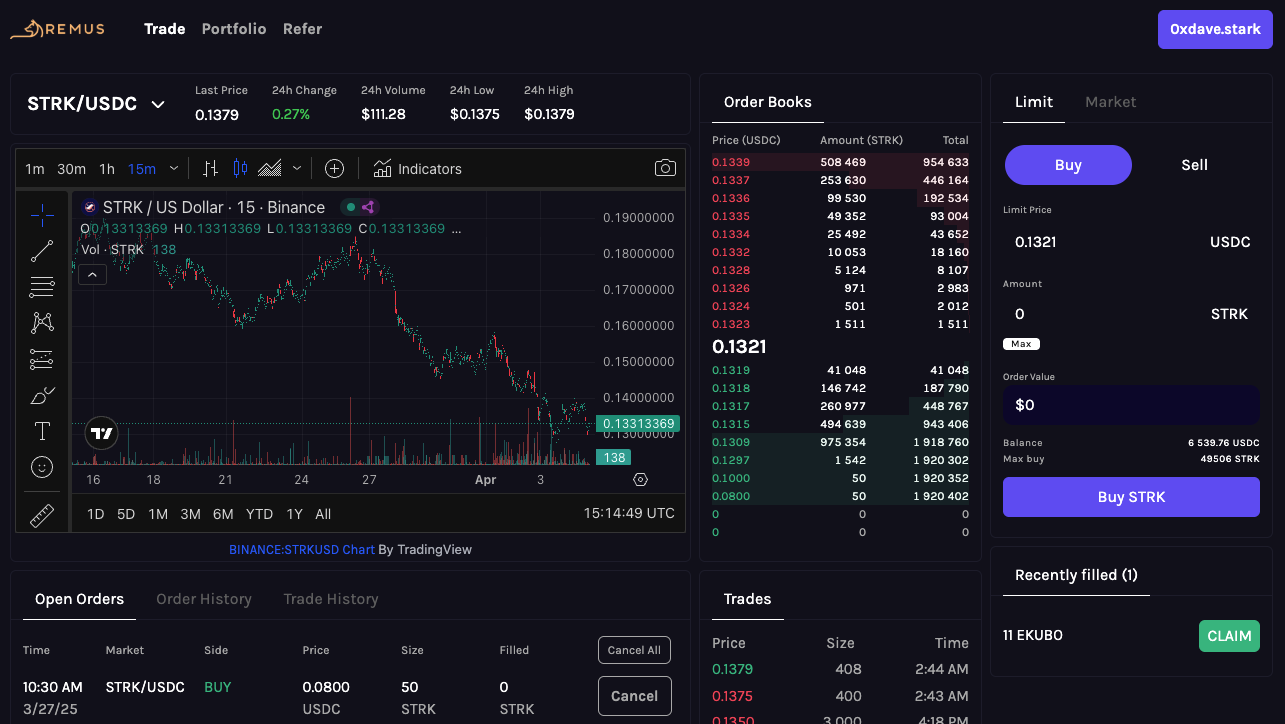 REMUS
Trade Portfolio Refer
0xdave.stark
STRK/USDC
Last Price 24h Change 24h Volume 24h Low 24h High
0.1379 0.27% $111.28 $0.1375 $0.1379
1m 30m 1h 15m Indicators
STRK / US Dollar · 15 · Binance
O0.13313369 H0.13313369 L0.13313369 C0.13313369 ...
Vol · STRK 138
0.19000000
0.18000000
0.17000000
0.16000000
0.15000000
0.14000000
0.13313369
0.13000000
138
16 18 21 24 27 Apr 3
1D 5D 1M 3M 6M YTD 1Y All 15:14:49 UTC
BINANCE:STRKUSD Chart By TradingView
Order Books
Price (USDC) Amount (STRK) Total
0.1339 508 469 954 633
0.1337 253 630 446 164
0.1336 99 530 192 534
0.1335 49 352 93 004
0.1334 25 492 43 652
0.1332 10 053 18 160
0.1328 5 124 8 107
0.1326 971 2 983
0.1324 501 2 012
0.1323 1 511 1 511
0.1321
0.1319 41 048 41 048
0.1318 146 742 187 790
0.1317 260 977 448 767
0.1315 494 639 943 406
0.1309 975 354 1 918 760
0.1297 1 542 1 920 302
0.1000 50 1 920 352
0.0800 50 1 920 402
0 0 0
0 0 0
Limit Market
Buy Sell
Limit Price
0.1321 USDC
Amount
0 STRK
Max
Order Value
$0
Balance 6 539.76 USDC
Max buy 49506 STRK
Buy STRK
Recently filled (1)
11 EKUBO CLAIM
Open Orders Order History Trade History
Time Market Side Price Size Filled Cancel All
10:30 AM STRK/USDC BUY 0.0800 50 0 Cancel
3/27/25 USDC STRK STRK
Trades
Price Size Time
0.1379 408 2:44 AM
0.1375 400 2:43 AM
0.1350 3 000 4:18 PM